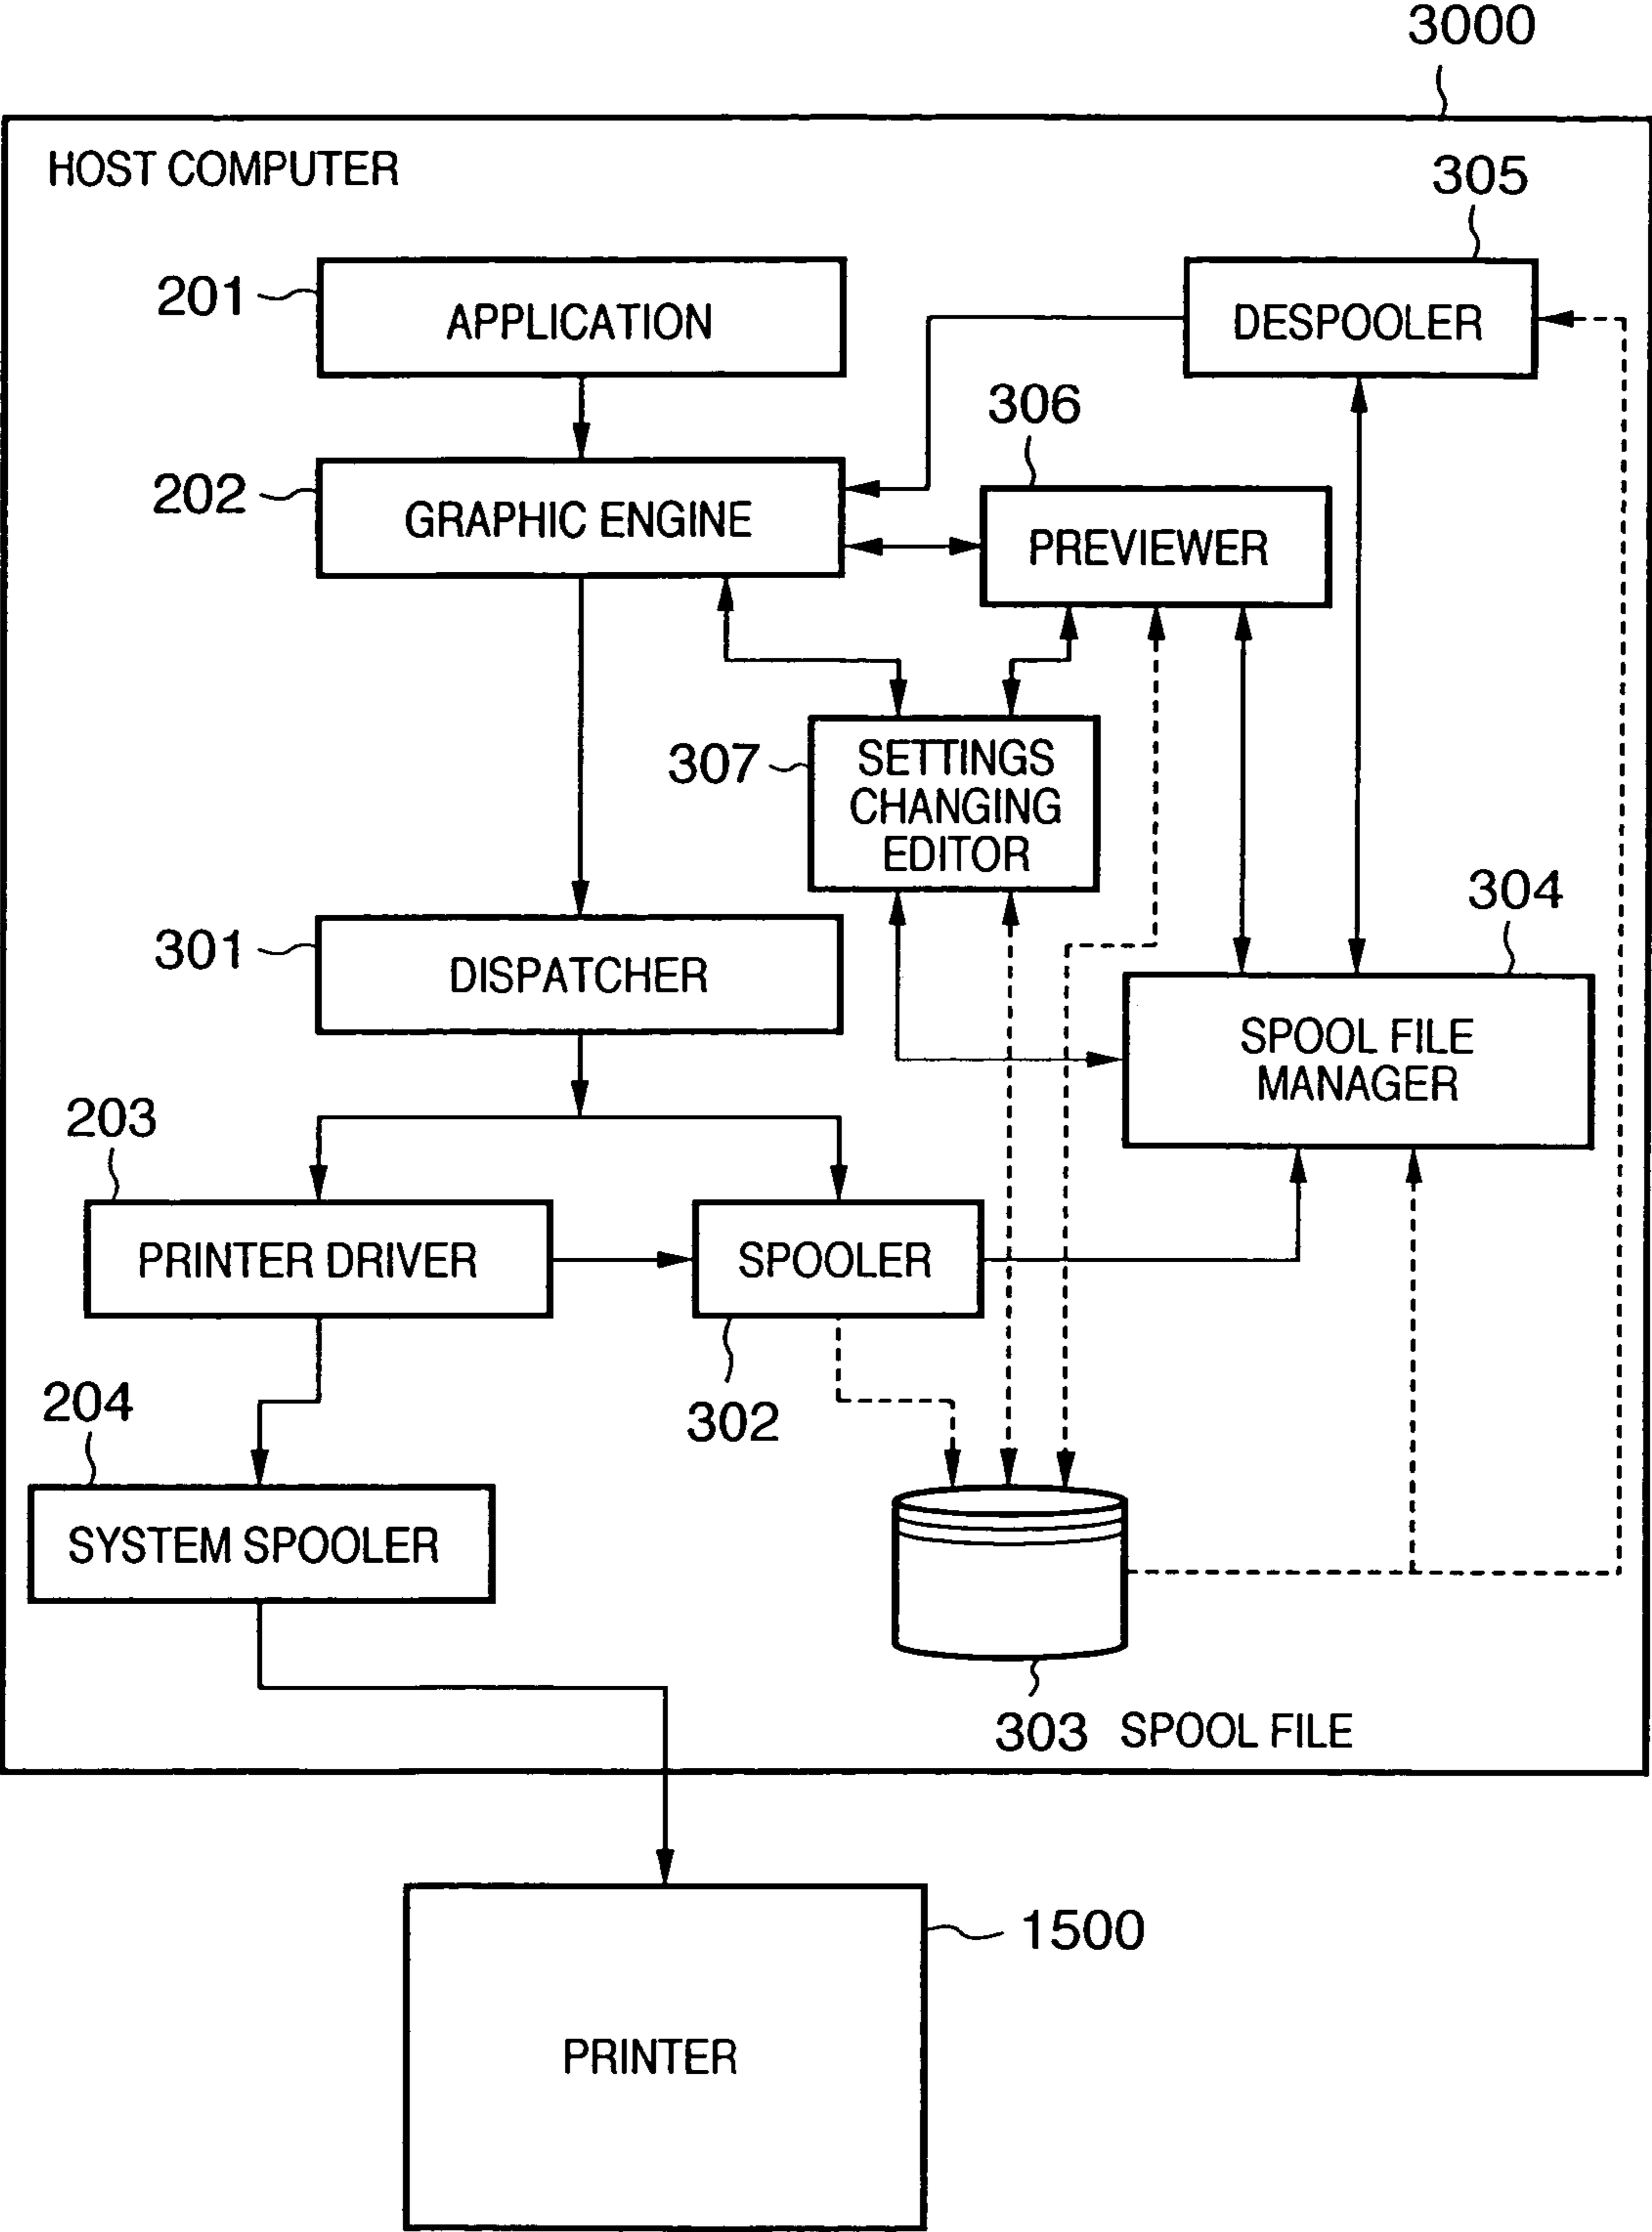 3000
HOST COMPUTER
305
201
APPLICATION
DESPOOLER
306
202
GRAPHIC ENGINE
PREVIEWER
307
SETTINGS
CHANGING
EDITOR
304
301
DISPATCHER
SPOOL FILE
MANAGER
203
PRINTER DRIVER
SPOOLER
204
302
SYSTEM SPOOLER
303 SPOOL FILE
1500
PRINTER